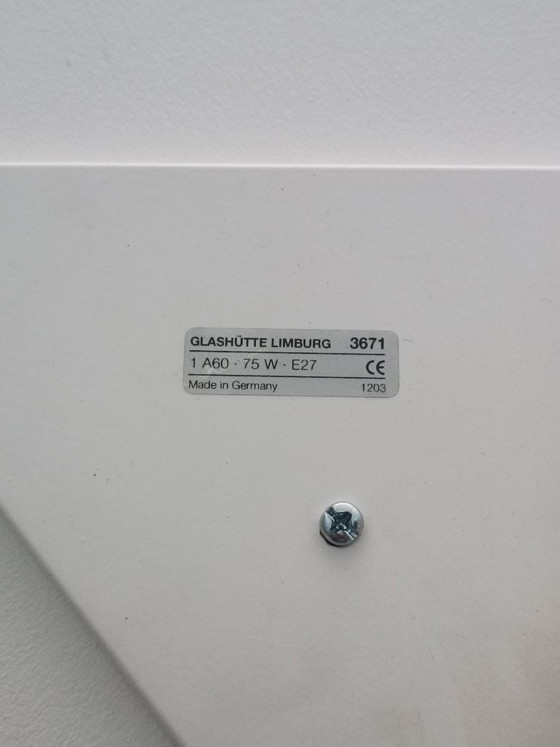 GLASHÜTTE LIMBURG 3671
1 A60 · 75 W · E27 CE
Made in Germany 1203